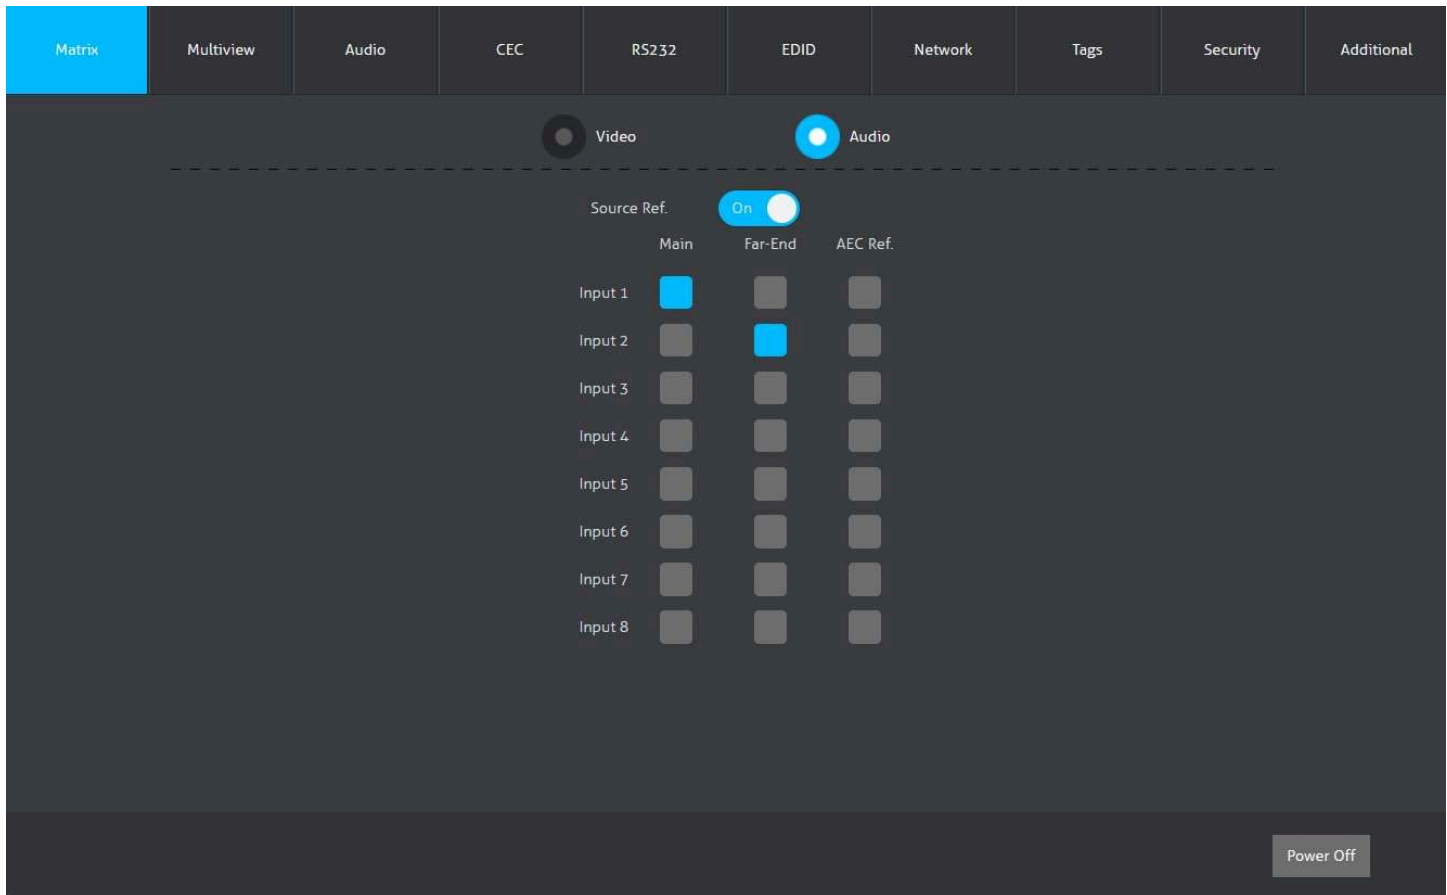 Matrix Multiview Audio CEC RS232 EDID Network Tags Security Additional
Video Audio
Source Ref. On
Main Far-End AEC Ref.
Input 1
Input 2
Input 3
Input 4
Input 5
Input 6
Input 7
Input 8
Power Off